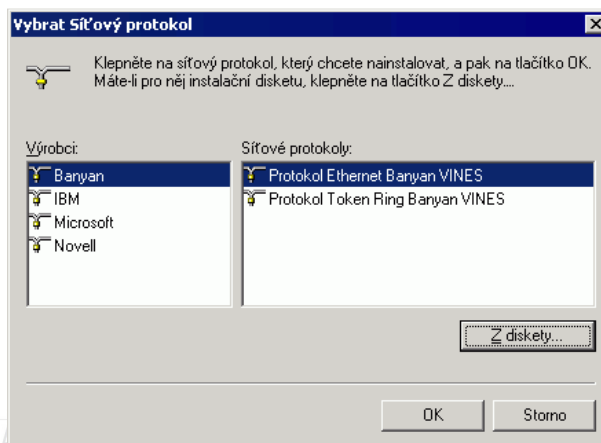 Vybrat Síťový protokol
Klepněte na síťový protokol, který chcete nainstalovat, a pak na tlačítko OK.
Máte-li pro něj instalační disketu, klepněte na tlačítko Z diskety....
Výrobci:
Síťové protokoly:
Banyan
Protokol Ethernet Banyan VINES
IBM
Protokol Token Ring Banyan VINES
Microsoft
Novell
Z diskety...
OK
Storno